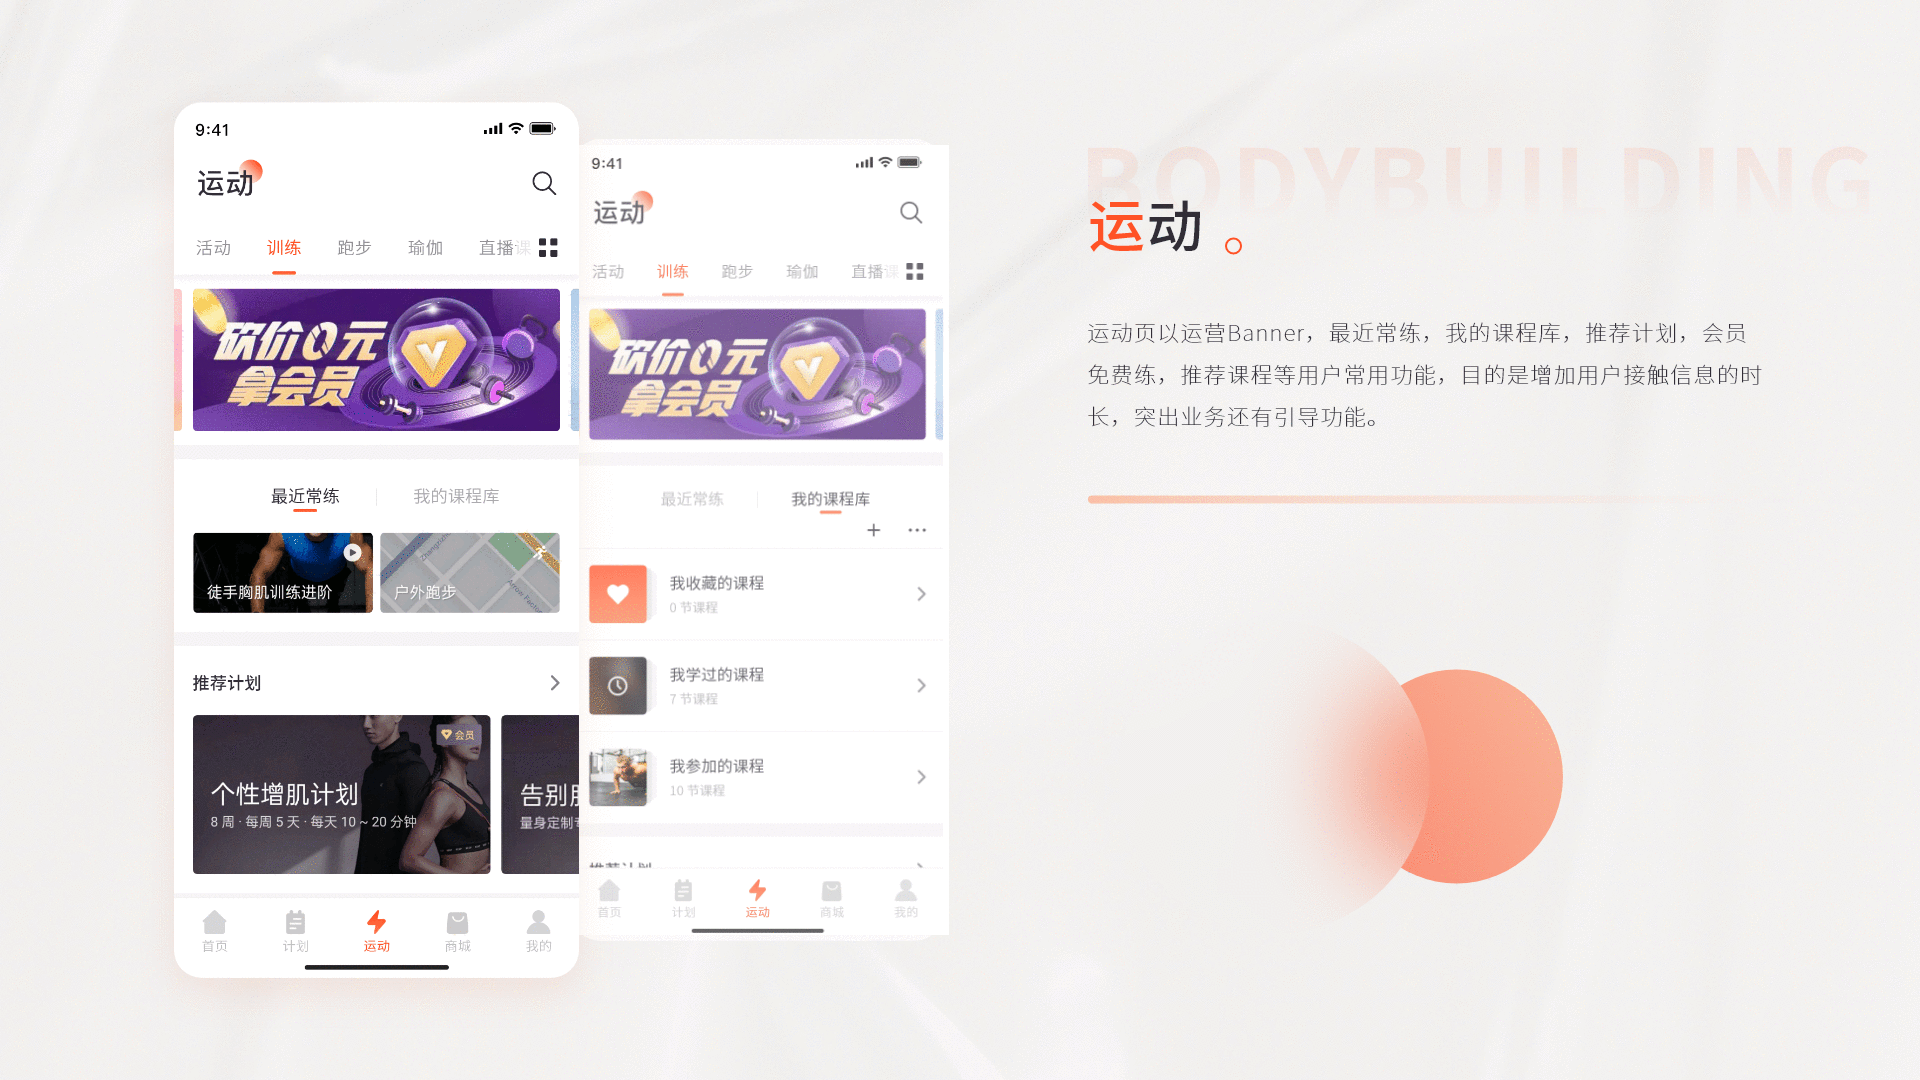 9:41
运动
活动
训练
跑步
瑜伽
直播课
砍价0元
拿会员
最近常练
我的课程库
徒手胸肌训练进阶
户外跑步
推荐计划
会员
个性增肌计划
8 周 · 每周 5 天 · 每天 10 ~ 20 分钟
告别
量身定制
首页
计划
运动
商城
我的
9:41
运动
活动
训练
跑步
瑜伽
直播课
砍价0元
拿会员
最近常练
我的课程库
我收藏的课程
0 节课程
我学过的课程
7 节课程
我参加的课程
10 节课程
推荐计划
首页
计划
运动
商城
我的
BODYBUILDING
运动
运动页以运营Banner，最近常练，我的课程库，推荐计划，会员
免费练，推荐课程等用户常用功能，目的是增加用户接触信息的时
长，突出业务还有引导功能。